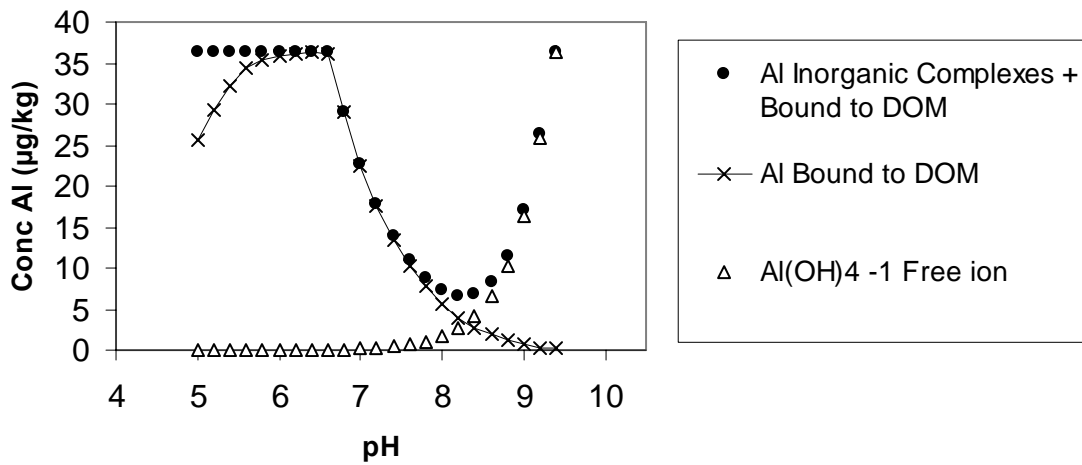 40
35
30
25
20
15
10
5
0
Conc Al (µg/kg)
4 5 6 7 8 9 10
pH
Al Inorganic Complexes +
Bound to DOM
Al Bound to DOM
Al(OH)4 -1 Free ion